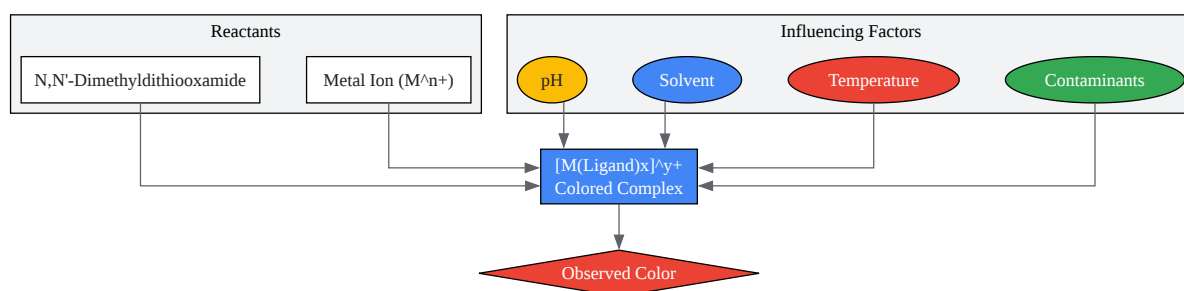 Reactants
Influencing Factors
N,N'-Dimethyldithiooxamide
Metal Ion (M^n+)
pH
Solvent
Temperature
Contaminants
[M(Ligand)x]^y+
Colored Complex
Observed Color